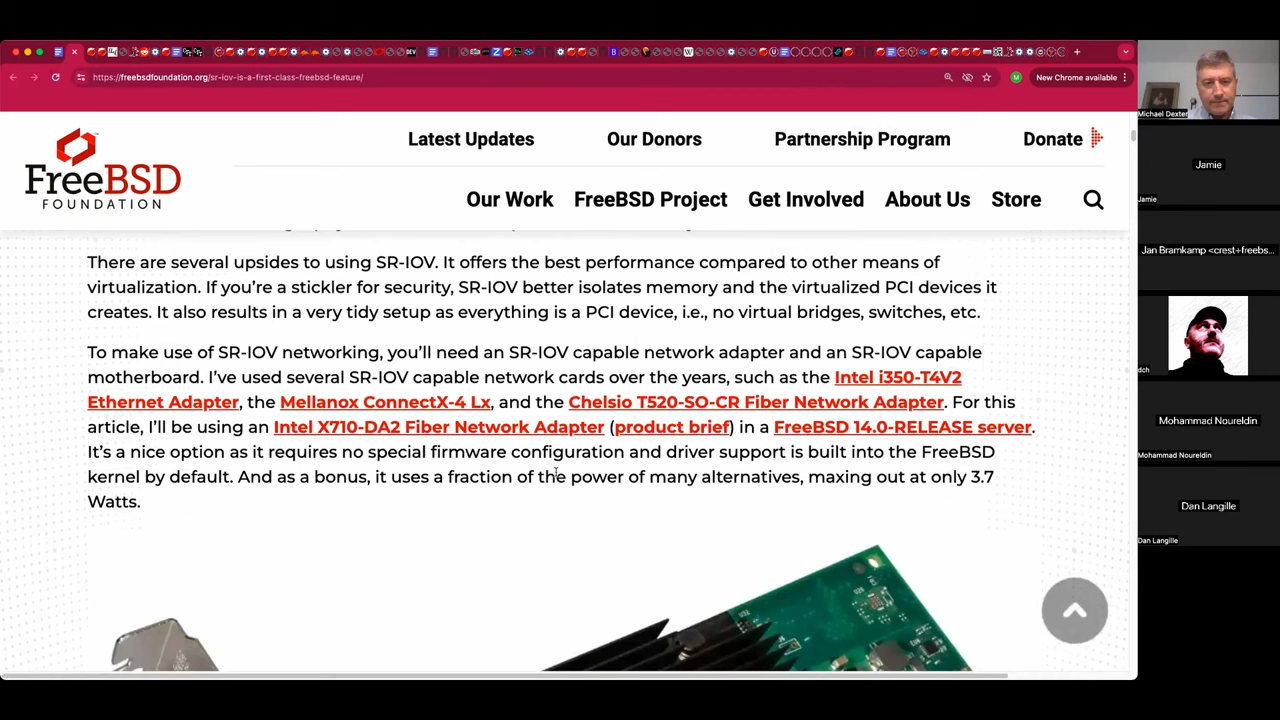 https://freebsdfoundation.org/sr-iov-is-a-first-class-freebsd-feature/
New Chrome available
Latest Updates
Our Donors
Partnership Program
Donate
FreeBSD
FOUNDATION
Our Work
FreeBSD Project
Get Involved
About Us
Store
There are several upsides to using SR-IOV. It offers the best performance compared to other means of
virtualization. If you're a stickler for security, SR-IOV better isolates memory and the virtualized PCI devices it
creates. It also results in a very tidy setup as everything is a PCI device, i.e., no virtual bridges, switches, etc.
To make use of SR-IOV networking, you'll need an SR-IOV capable network adapter and an SR-IOV capable
motherboard. I've used several SR-IOV capable network cards over the years, such as the Intel i350-T4V2
Ethernet Adapter, the Mellanox ConnectX-4 Lx, and the Chelsio T520-SO-CR Fiber Network Adapter. For this
article, I'll be using an Intel X710-DA2 Fiber Network Adapter (product brief) in a FreeBSD 14.0-RELEASE server.
It's a nice option as it requires no special firmware configuration and driver support is built into the FreeBSD
kernel by default. And as a bonus, it uses a fraction of the power of many alternatives, maxing out at only 3.7
Watts.
Michael Dexter
Jamie
Jamie
Jan Bramkamp <crest+freebs...
dch
Mohammad Noureldin
Mohammad Noureldin
Dan Langille
Dan Langille